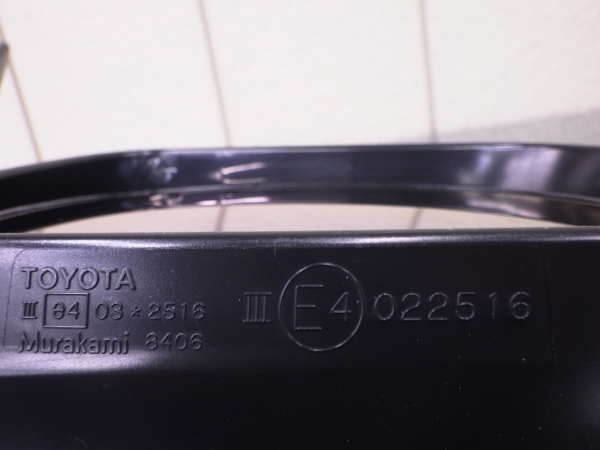 TOYOTA
III e4 03*2516
Murakami 8406
III E4 022516